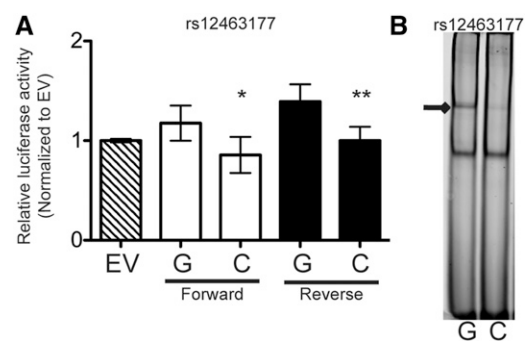 A
rs12463177
Relative luciferase activity
(Normalized to EV)
2
1
0
*
**
EV
G
C
G
C
Forward
Reverse
B
rs12463177
G
C